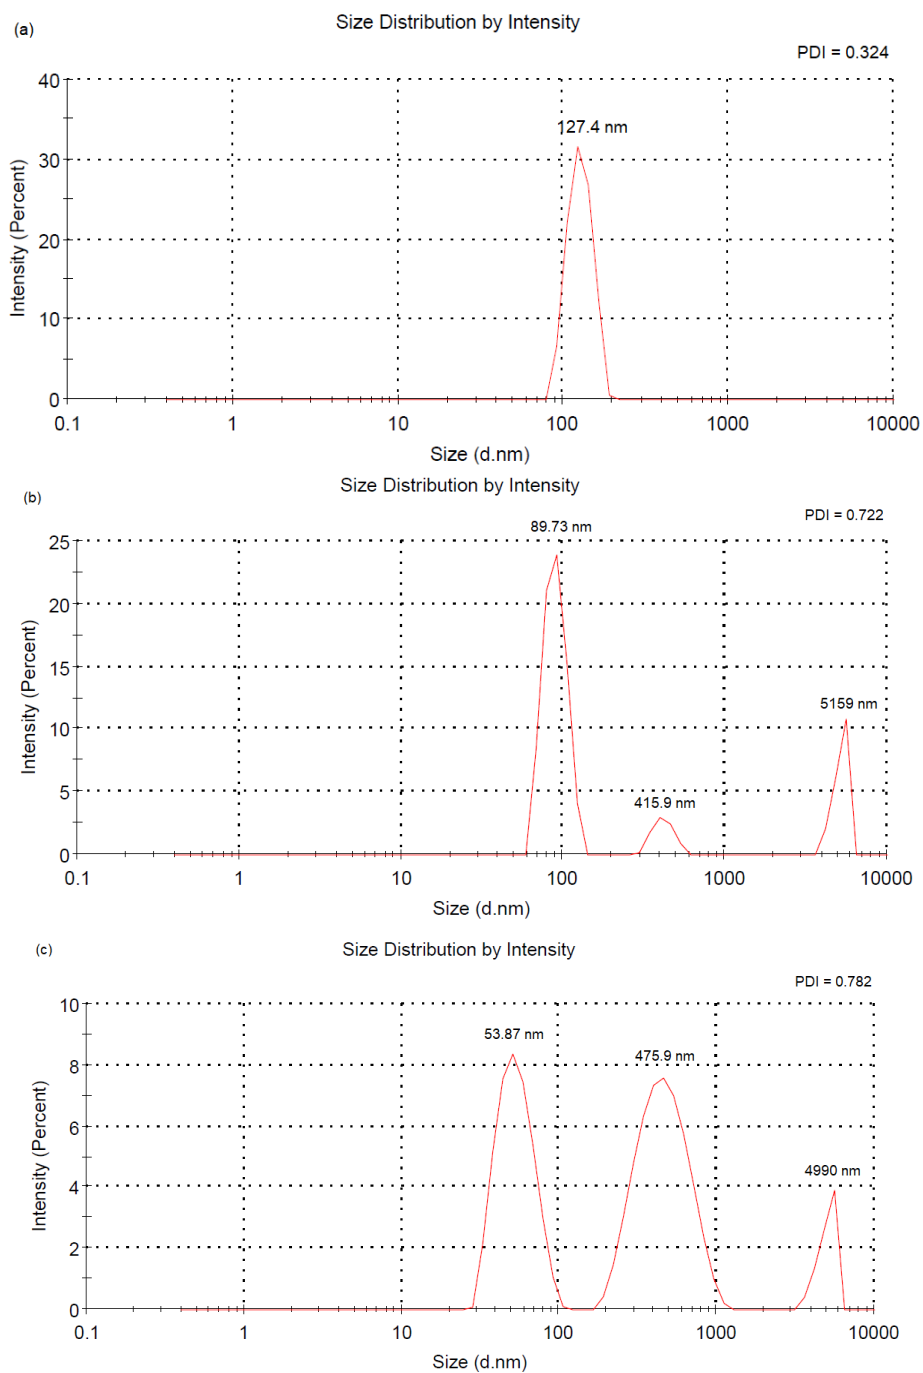 (a)
Size Distribution by Intensity
PDI = 0.324
127.4 nm
40
30
20
10
0
Intensity (Percent)
0.1 1 10 100 1000 10000
Size (d.nm)
(b)
Size Distribution by Intensity
PDI = 0.722
89.73 nm
415.9 nm
5159 nm
25
20
15
10
5
0
Intensity (Percent)
0.1 1 10 100 1000 10000
Size (d.nm)
(c)
Size Distribution by Intensity
PDI = 0.782
53.87 nm
475.9 nm
4990 nm
10
8
6
4
2
0
Intensity (Percent)
0.1 1 10 100 1000 10000
Size (d.nm)